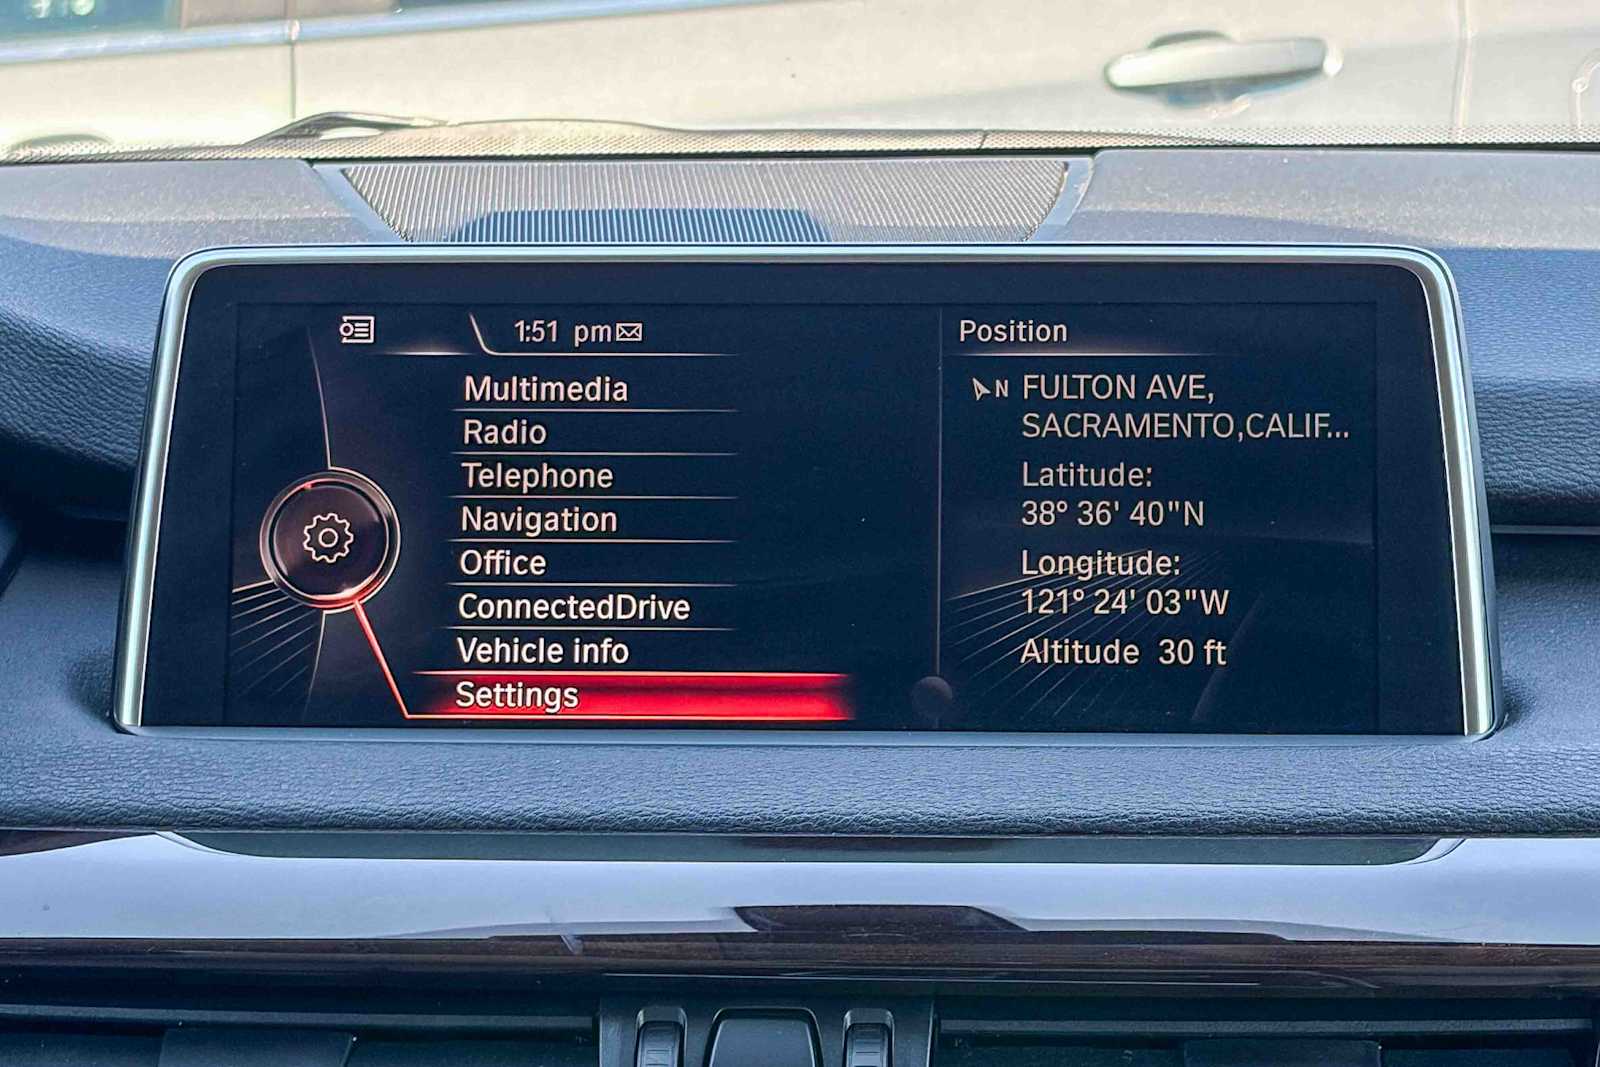 1:51 pm
Multimedia
Radio
Telephone
Navigation
Office
ConnectedDrive
Vehicle info
Settings
Position
N FULTON AVE,
SACRAMENTO,CALIF...
Latitude:
38° 36' 40"N
Longitude:
121° 24' 03"W
Altitude 30 ft